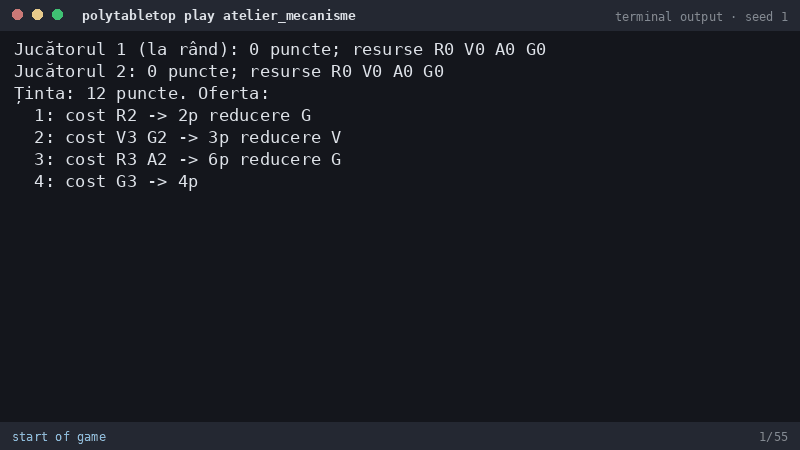 polytabletop play atelier_mecanisme
terminal output · seed 1
Jucătorul 1 (la rând): 0 puncte; resurse R0 V0 A0 G0
Jucătorul 2: 0 puncte; resurse R0 V0 A0 G0
Ținta: 12 puncte. Oferta:
1: cost R2 -> 2p reducere G
2: cost V3 G2 -> 3p reducere V
3: cost R3 A2 -> 6p reducere G
4: cost G3 -> 4p
start of game
1/55